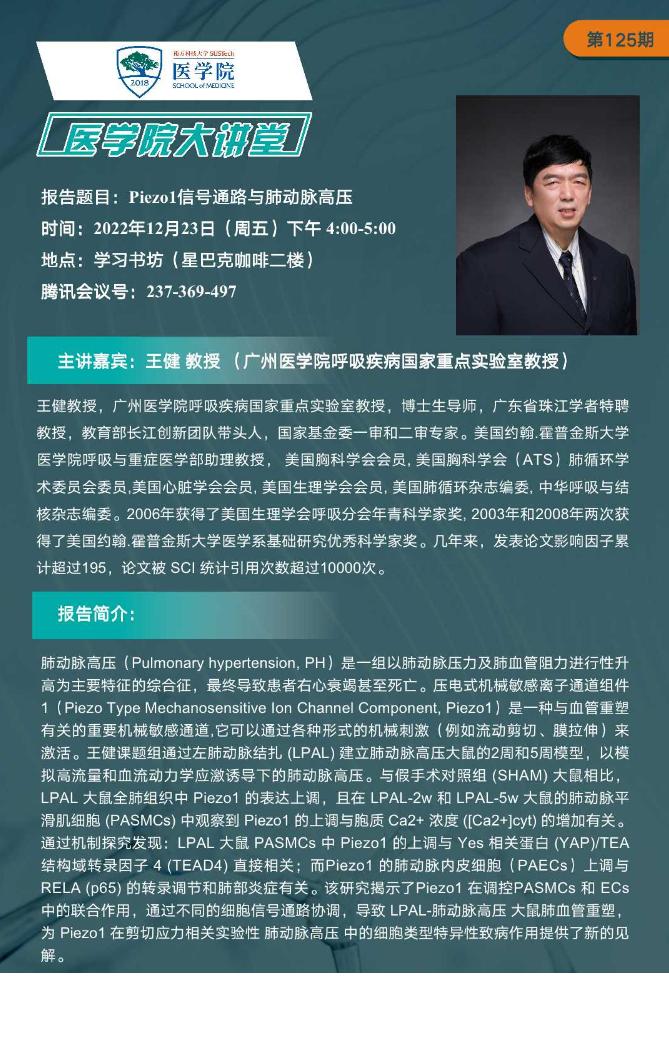 第125期
南方科技大学 SUSTech
医学院
SCHOOL of MEDICINE
2018
医学院大讲堂
报告题目：Piezo1信号通路与肺动脉高压
时间：2022年12月23日（周五）下午 4:00-5:00
地点：学习书坊（星巴克咖啡二楼）
腾讯会议号：237-369-497
主讲嘉宾：王健 教授 （广州医学院呼吸疾病国家重点实验室教授）
王健教授，广州医学院呼吸疾病国家重点实验室教授，博士生导师，广东省珠江学者特聘
教授，教育部长江创新团队带头人，国家基金委一审和二审专家。美国约翰.霍普金斯大学
医学院呼吸与重症医学部助理教授， 美国胸科学会会员, 美国胸科学会（ATS）肺循环学
术委员会委员,美国心脏学会会员, 美国生理学会会员, 美国肺循环杂志编委, 中华呼吸与结
核杂志编委。2006年获得了美国生理学会呼吸分会年青科学家奖, 2003年和2008年两次获
得了美国约翰.霍普金斯大学医学系基础研究优秀科学家奖。几年来，发表论文影响因子累
计超过195，论文被 SCI 统计引用次数超过10000次。
报告简介：
肺动脉高压（Pulmonary hypertension, PH）是一组以肺动脉压力及肺血管阻力进行性升
高为主要特征的综合征，最终导致患者右心衰竭甚至死亡。压电式机械敏感离子通道组件
1（Piezo Type Mechanosensitive Ion Channel Component, Piezo1）是一种与血管重塑
有关的重要机械敏感通道,它可以通过各种形式的机械刺激（例如流动剪切、膜拉伸）来
激活。王健课题组通过左肺动脉结扎 (LPAL) 建立肺动脉高压大鼠的2周和5周模型，以模
拟高流量和血流动力学应激诱导下的肺动脉高压。与假手术对照组 (SHAM) 大鼠相比，
LPAL 大鼠全肺组织中 Piezo1 的表达上调，且在 LPAL-2w 和 LPAL-5w 大鼠的肺动脉平
滑肌细胞 (PASMCs) 中观察到 Piezo1 的上调与胞质 Ca2+ 浓度 ([Ca2+]cyt) 的增加有关。
通过机制探究发现：LPAL 大鼠 PASMCs 中 Piezo1 的上调与 Yes 相关蛋白 (YAP)/TEA
结构域转录因子 4 (TEAD4) 直接相关；而Piezo1 的肺动脉内皮细胞（PAECs）上调与
RELA (p65) 的转录调节和肺部炎症有关。该研究揭示了Piezo1 在调控PASMCs 和 ECs
中的联合作用，通过不同的细胞信号通路协调，导致 LPAL-肺动脉高压 大鼠肺血管重塑，
为 Piezo1 在剪切应力相关实验性 肺动脉高压 中的细胞类型特异性致病作用提供了新的见
解。